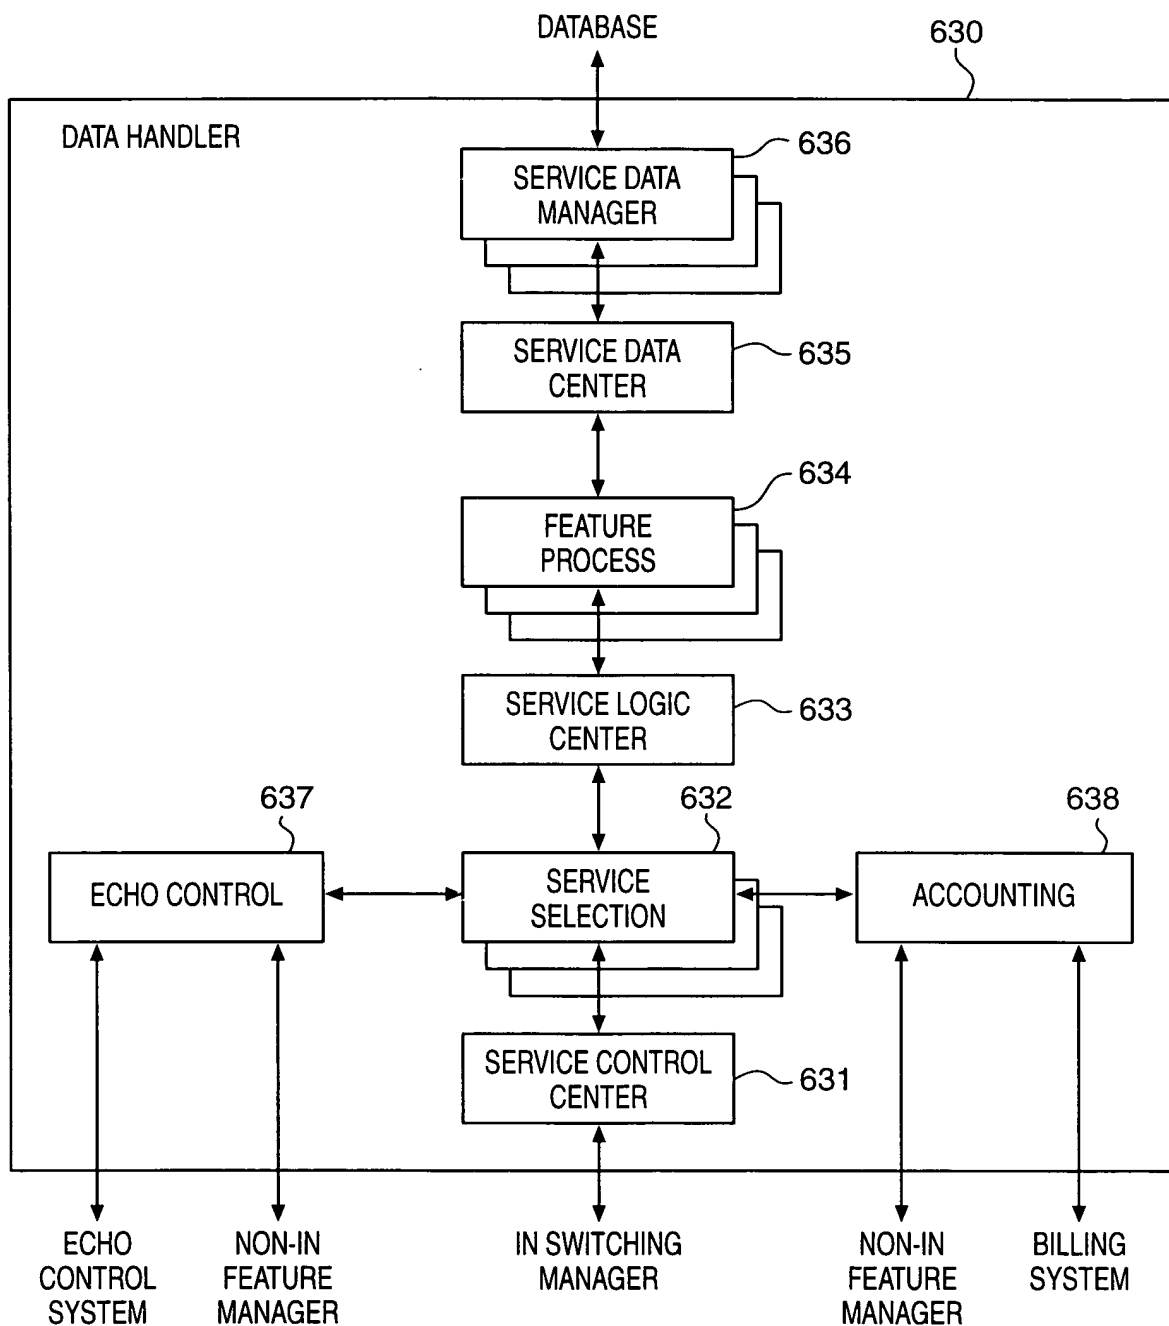 DATABASE
630
DATA HANDLER
636
SERVICE DATA
MANAGER
SERVICE DATA
CENTER
635
634
FEATURE
PROCESS
SERVICE LOGIC
CENTER
633
637
632
638
ECHO CONTROL
SERVICE
SELECTION
ACCOUNTING
SERVICE CONTROL
CENTER
631
ECHO
CONTROL
SYSTEM
NON-IN
FEATURE
MANAGER
IN SWITCHING
MANAGER
NON-IN
FEATURE
MANAGER
BILLING
SYSTEM